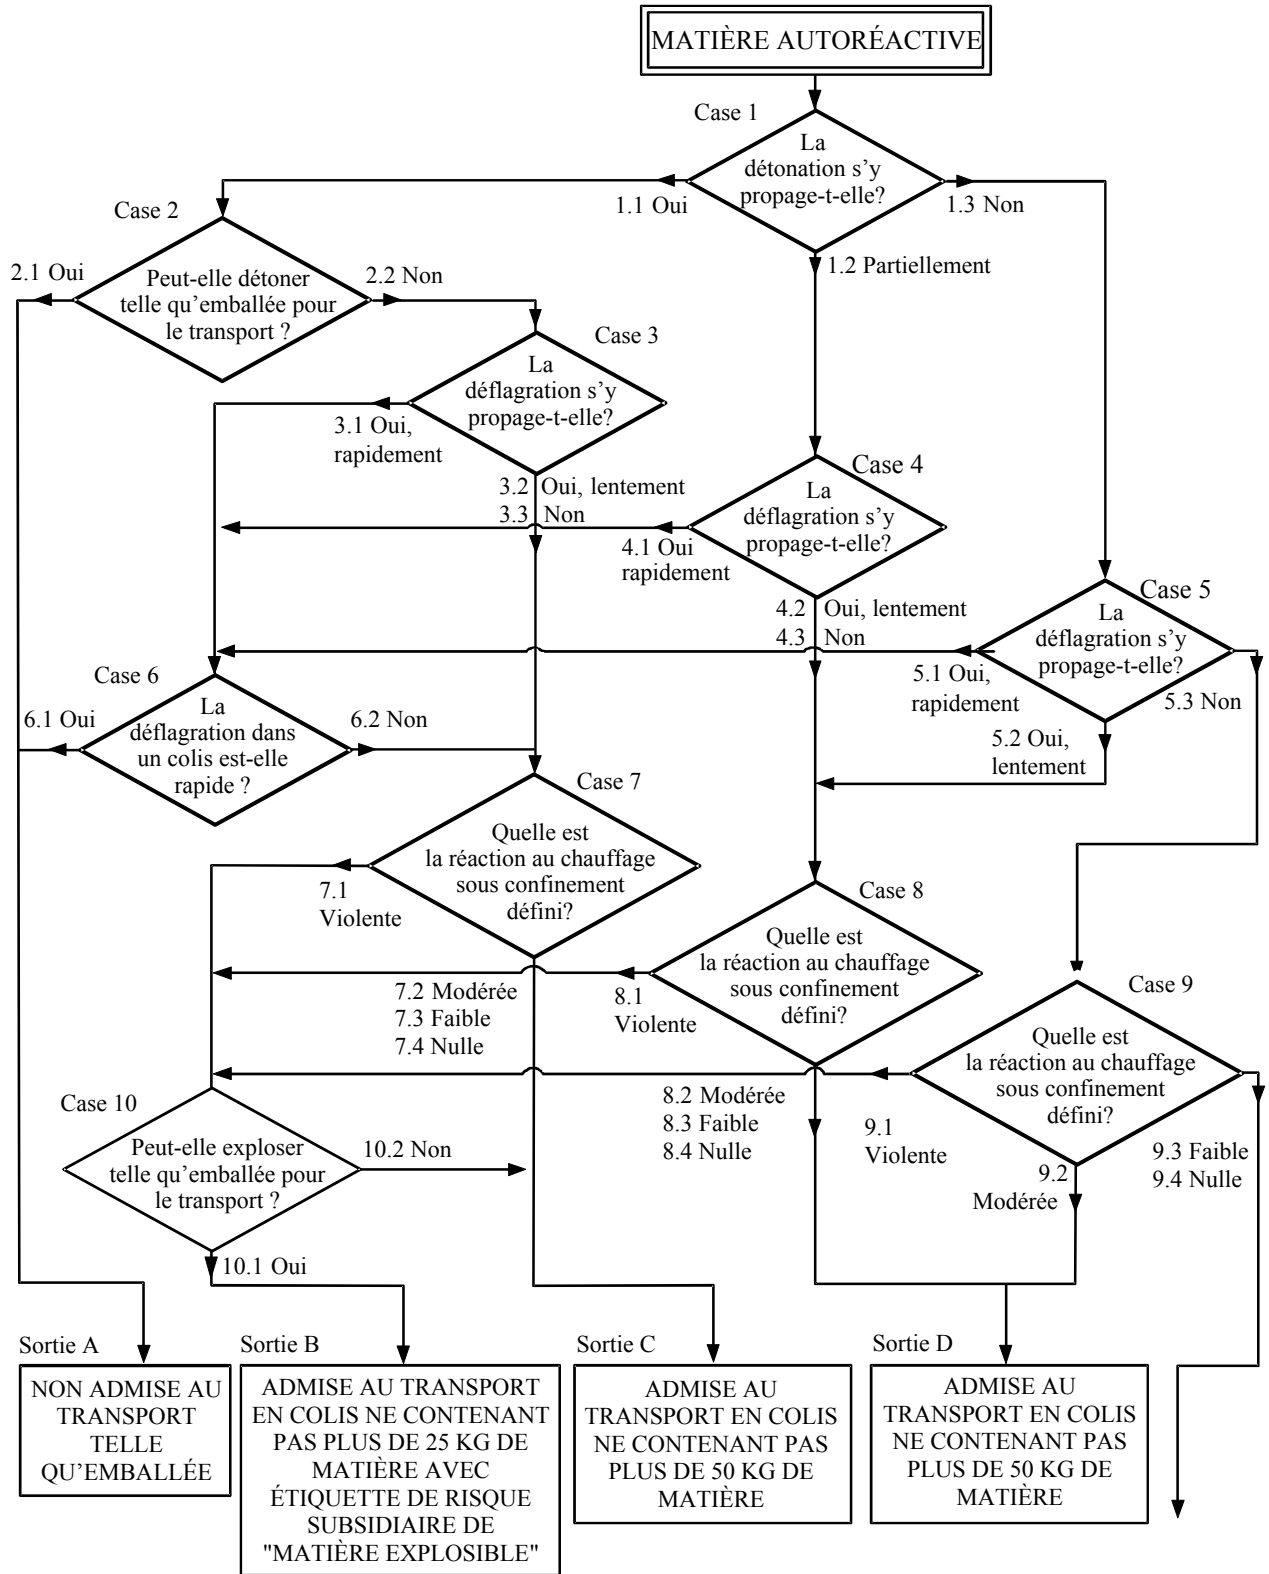 MATIÈRE AUTORÉACTIVE
Case 1
La
détonation s’y
propage-t-elle?
1.1 Oui
1.3 Non
1.2 Partiellement
Case 2
2.1 Oui
Peut-elle détoner
telle qu’emballée pour
le transport ?
2.2 Non
Case 3
La
déflagration s’y
propage-t-elle?
3.1 Oui,
rapidement
3.2 Oui, lentement
3.3 Non
Case 4
La
déflagration s’y
propage-t-elle?
4.1 Oui
rapidement
4.2 Oui, lentement
4.3 Non
Case 5
La
déflagration s’y
propage-t-elle?
5.1 Oui,
rapidement
5.3 Non
5.2 Oui,
lentement
Case 6
6.1 Oui
La
déflagration dans
un colis est-elle
rapide ?
6.2 Non
Case 7
Quelle est
la réaction au chauffage
sous confinement
défini?
7.1
Violente
7.2 Modérée
7.3 Faible
7.4 Nulle
Case 8
Quelle est
la réaction au chauffage
sous confinement
défini?
8.1
Violente
8.2 Modérée
8.3 Faible
8.4 Nulle
Case 9
Quelle est
la réaction au chauffage
sous confinement
défini?
9.1
Violente
9.2
Modérée
9.3 Faible
9.4 Nulle
Case 10
Peut-elle exploser
telle qu’emballée pour
le transport ?
10.2 Non
10.1 Oui
Sortie A
NON ADMISE AU
TRANSPORT
TELLE
QU’EMBALLÉE
Sortie B
ADMISE AU TRANSPORT
EN COLIS NE CONTENANT
PAS PLUS DE 25 KG DE
MATIÈRE AVEC
ÉTIQUETTE DE RISQUE
SUBSIDIAIRE DE
"MATIÈRE EXPLOSIBLE"
Sortie C
ADMISE AU
TRANSPORT EN COLIS
NE CONTENANT PAS
PLUS DE 50 KG DE
MATIÈRE
Sortie D
ADMISE AU
TRANSPORT EN COLIS
NE CONTENANT PAS
PLUS DE 50 KG DE
MATIÈRE